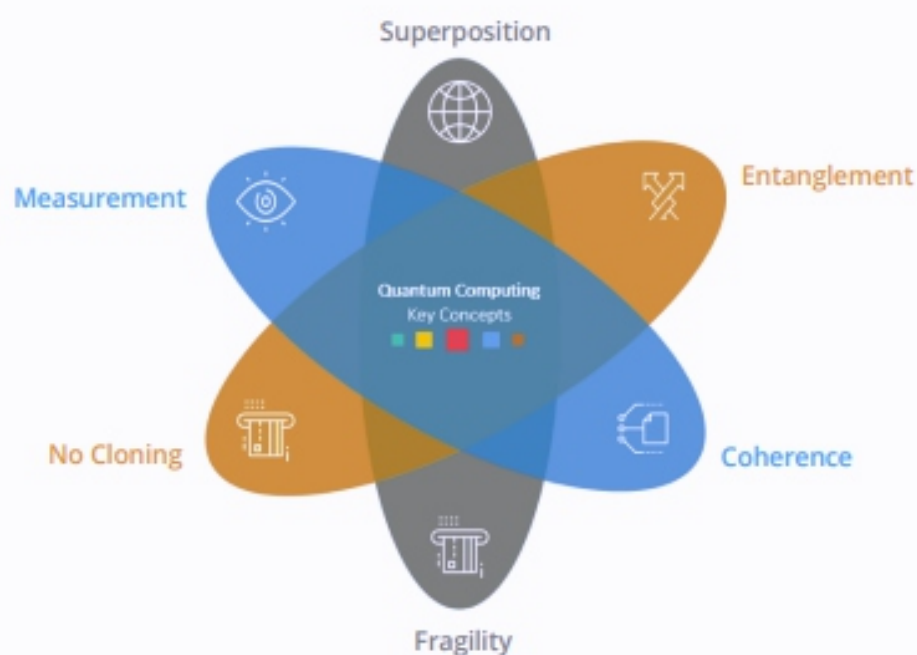 Superposition
Entanglement
Measurement
Quantum Computing
Key Concepts
No Cloning
Coherence
Fragility